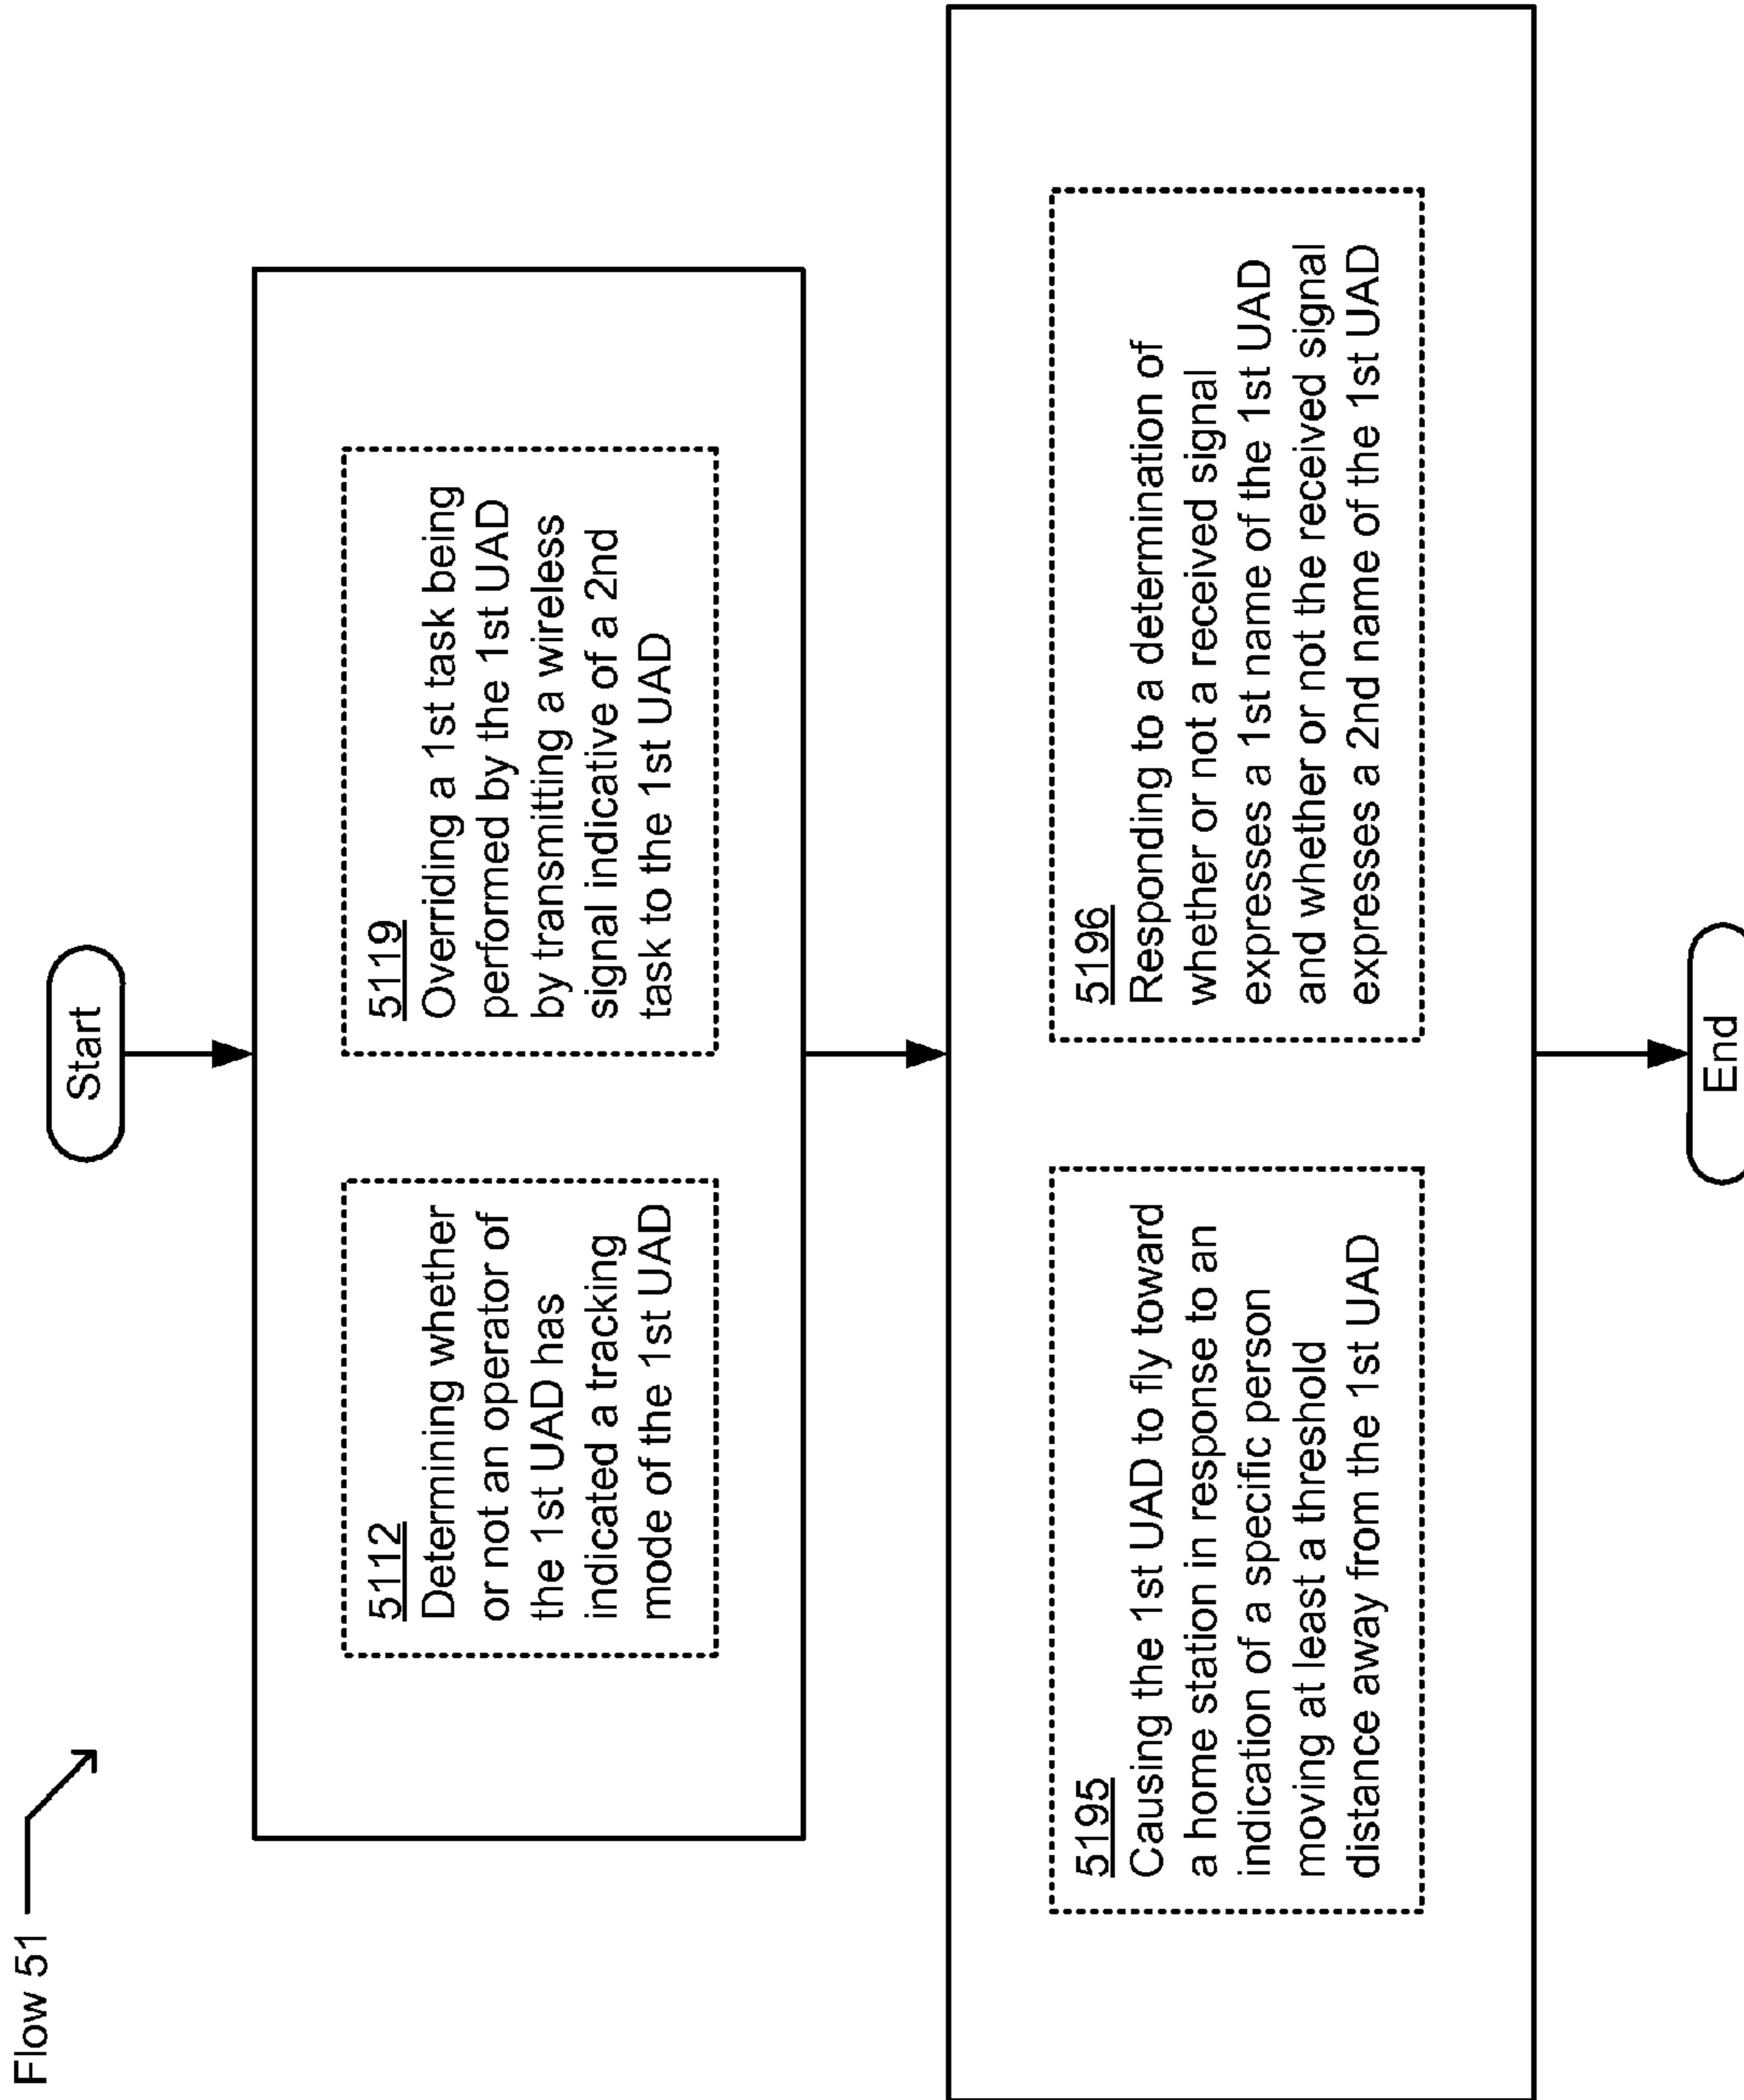 Flow 51
Start
5112
Determining whether
or not an operator of
the 1st UAD has
indicated a tracking
mode of the 1st UAD
5119
Overriding a 1st task being
performed by the 1st UAD
by transmitting a wireless
signal indicative of a 2nd
task to the 1st UAD
5195
Causing the 1st UAD to fly toward
a home station in response to an
indication of a specific person
moving at least a threshold
distance away from the 1st UAD
5196
Responding to a determination of
whether or not a received signal
expresses a 1st name of the 1st UAD
and whether or not the received signal
expresses a 2nd name of the 1st UAD
End